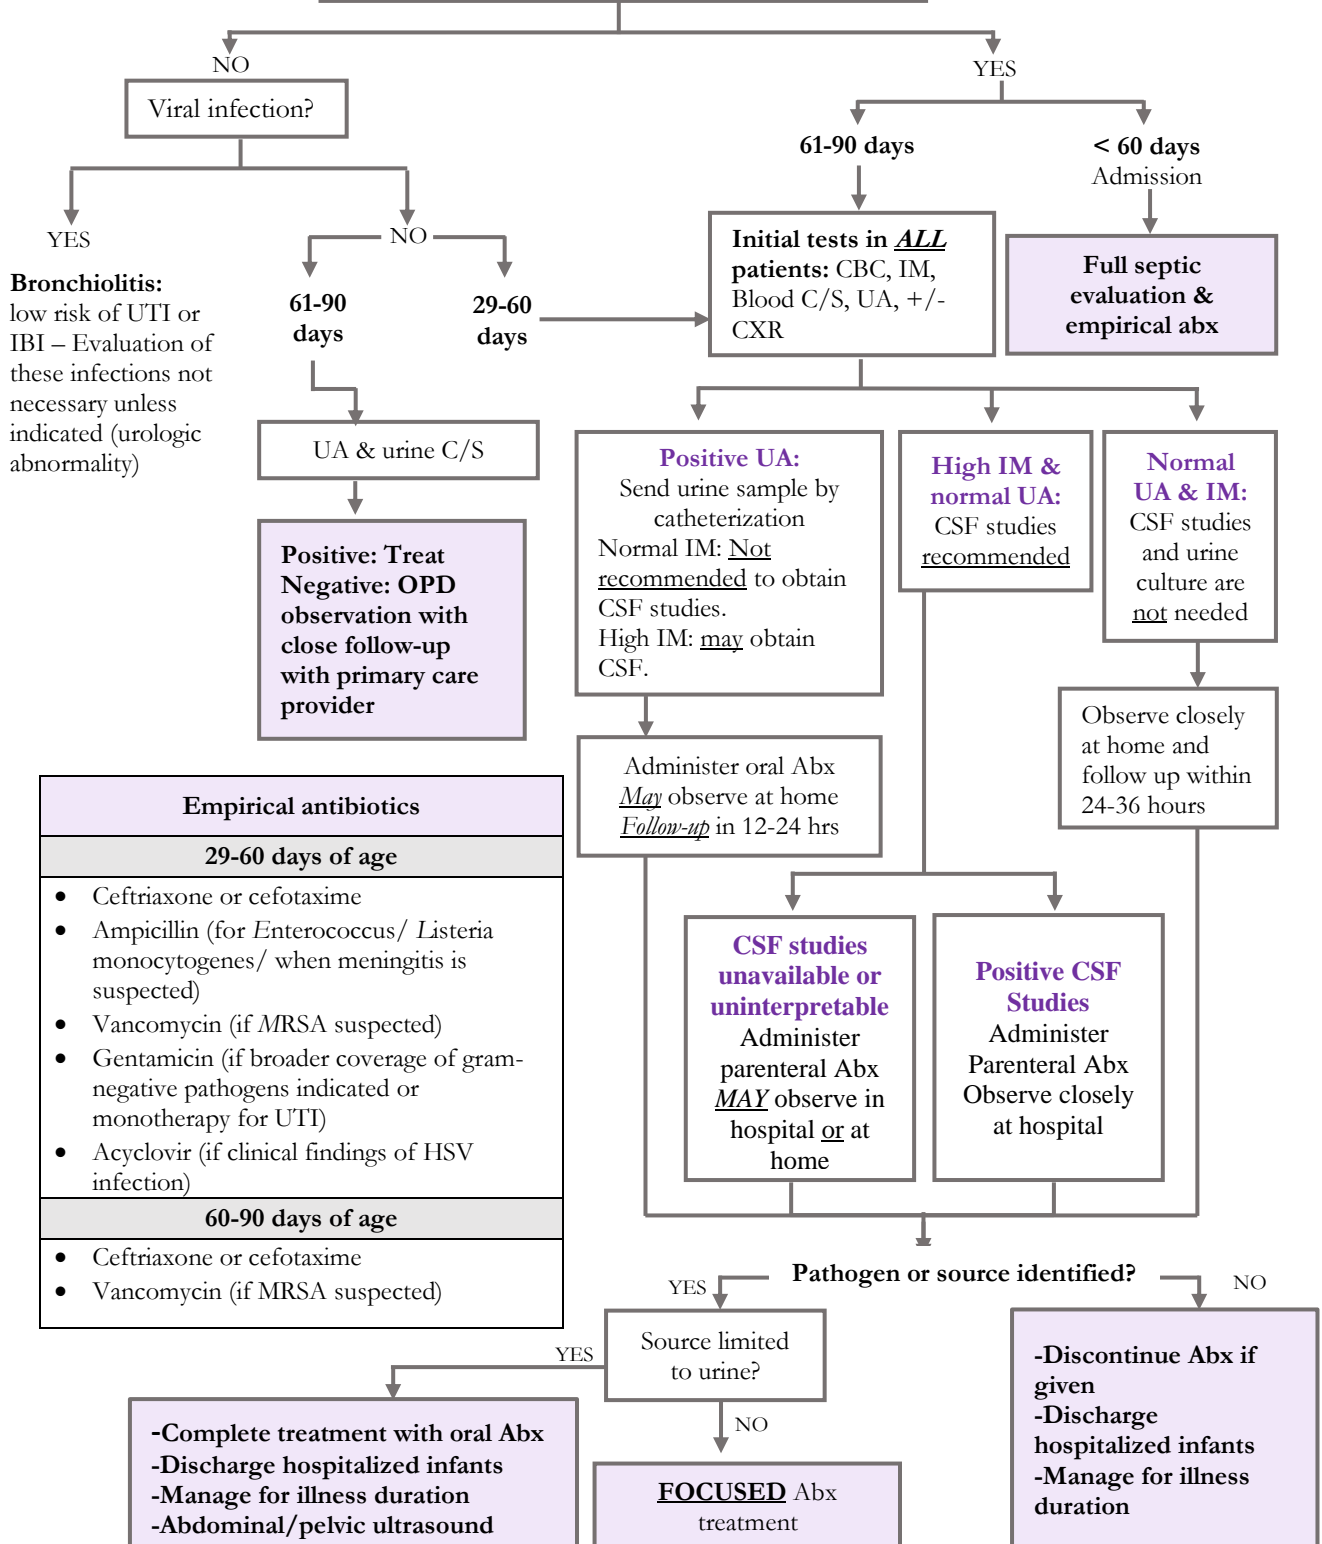 NO
YES
Viral infection?
61-90 days
< 60 days
Admission
YES
NO
Bronchiolitis:
low risk of UTI or
IBI – Evaluation of
these infections not
necessary unless
indicated (urologic
abnormality)
61-90
days
29-60
days
Initial tests in ALL
patients: CBC, IM,
Blood C/S, UA, +/-
CXR
Full septic
evaluation &
empirical abx
UA & urine C/S
Positive: Treat
Negative: OPD
observation with
close follow-up
with primary care
provider
Positive UA:
Send urine sample by
catheterization
Normal IM: Not
recommended to obtain
CSF studies.
High IM: may obtain
CSF.
High IM &
normal UA:
CSF studies
recommended
Normal
UA & IM:
CSF studies
and urine
culture are
not needed
Administer oral Abx
May observe at home
Follow-up in 12-24 hrs
Observe closely
at home and
follow up within
24-36 hours
Empirical antibiotics
29-60 days of age
• Ceftriaxone or cefotaxime
• Ampicillin (for Enterococcus/ Listeria
monocytogenes/ when meningitis is
suspected)
• Vancomycin (if MRSA suspected)
• Gentamicin (if broader coverage of gram-
negative pathogens indicated or
monotherapy for UTI)
• Acyclovir (if clinical findings of HSV
infection)
60-90 days of age
• Ceftriaxone or cefotaxime
• Vancomycin (if MRSA suspected)
CSF studies
unavailable or
uninterpretable
Administer
parenteral Abx
MAY observe in
hospital or at
home
Positive CSF
Studies
Administer
Parenteral Abx
Observe closely
at hospital
Pathogen or source identified?
YES
NO
Source limited
to urine?
YES
NO
-Complete treatment with oral Abx
-Discharge hospitalized infants
-Manage for illness duration
-Abdominal/pelvic ultrasound
FOCUSED Abx
treatment
-Discontinue Abx if
given
-Discharge
hospitalized infants
-Manage for illness
duration